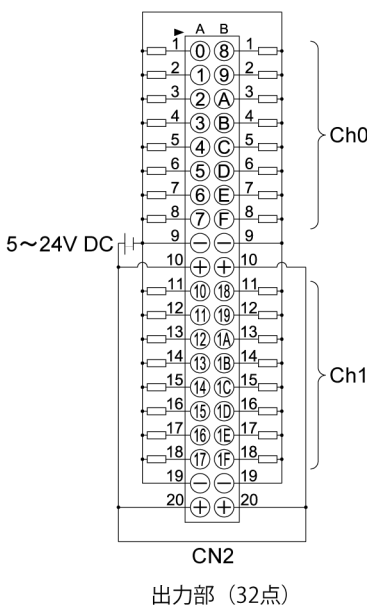 A B
1 0 8 1
2 1 9 2
3 2 A 3
4 3 B 4
5 4 C 5
6 5 D 6
7 6 E 7
8 7 F 8
Ch0
5～24V DC
9 − − 9
10 + + 10
11 10 18 11
12 11 19 12
13 12 1A 13
14 13 1B 14
15 14 1C 15
16 15 1D 16
17 16 1E 17
18 17 1F 18
Ch1
19 − − 19
20 + + 20
CN2
出力部（32点）